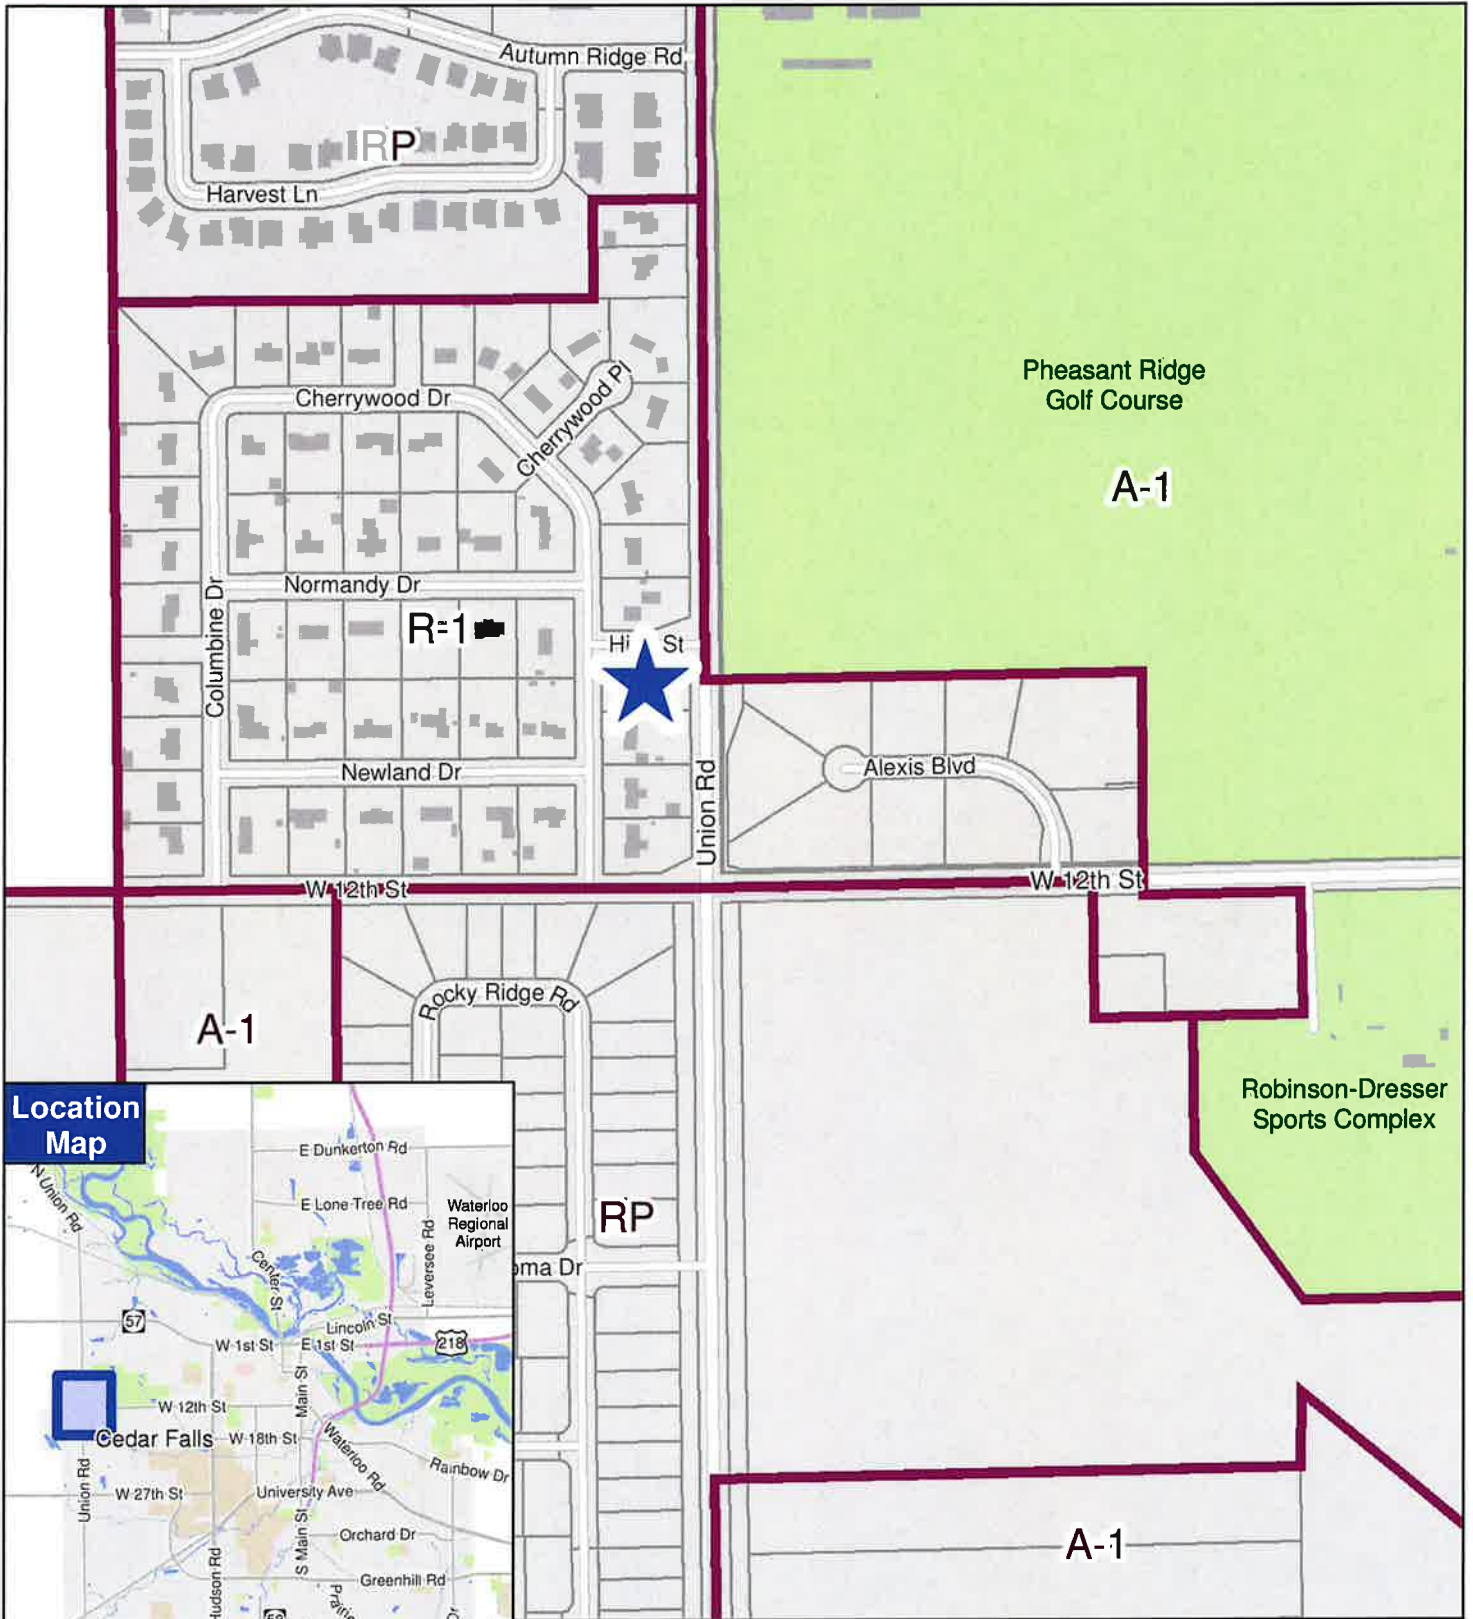 Autumn Ridge Rd
RP
Harvest Ln
Pheasant Ridge
Golf Course
A-1
Cherrywood Dr
Cherrywood Pl
Normandy Dr
Columbine Dr
R-1
St
Newland Dr
Union Rd
Alexis Blvd
W 12th St
W 12th St
A-1
Rocky Ridge Rd
Robinson-Dresser
Sports Complex
RP
Dr
A-1
Location
Map
E Dunkerton Rd
N Union Rd
E Lone Tree Rd
Waterloo
Regional
Airport
Leversee Rd
Center St
57
Lincoln St
W 1st St
E 1st St
218
Main St
W 12th St
Cedar Falls
W 18th St
Waterloo Rd
Rainbow Dr
Union Rd
W 27th St
University Ave
S Main St
Orchard Dr
Hudson Rd
Greenhill Rd